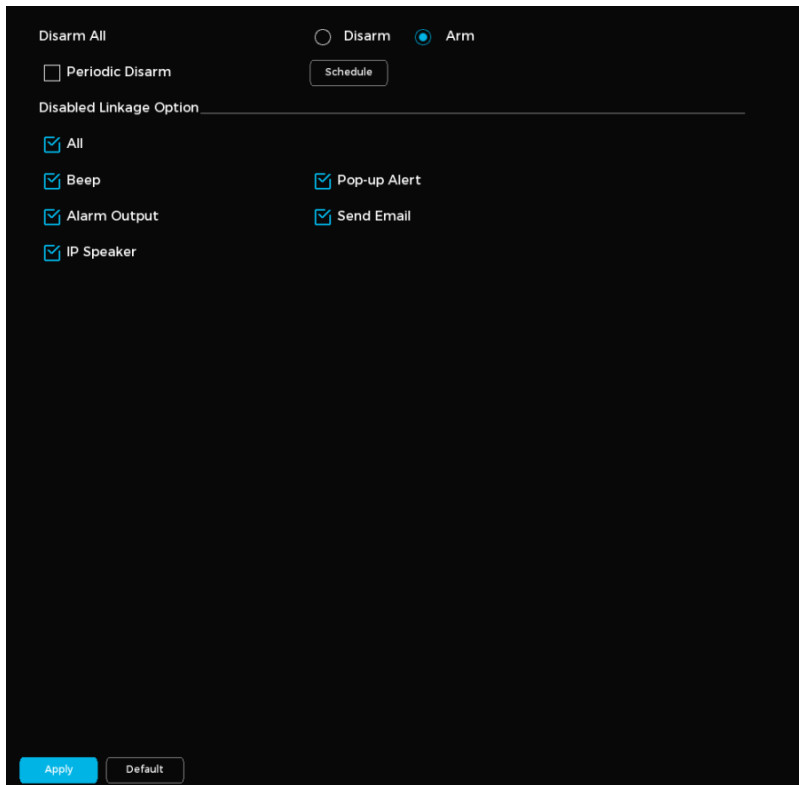 Disarm All Disarm Arm
Periodic Disarm Schedule
Disabled Linkage Option
All
Beep Pop-up Alert
Alarm Output Send Email
IP Speaker
Apply Default